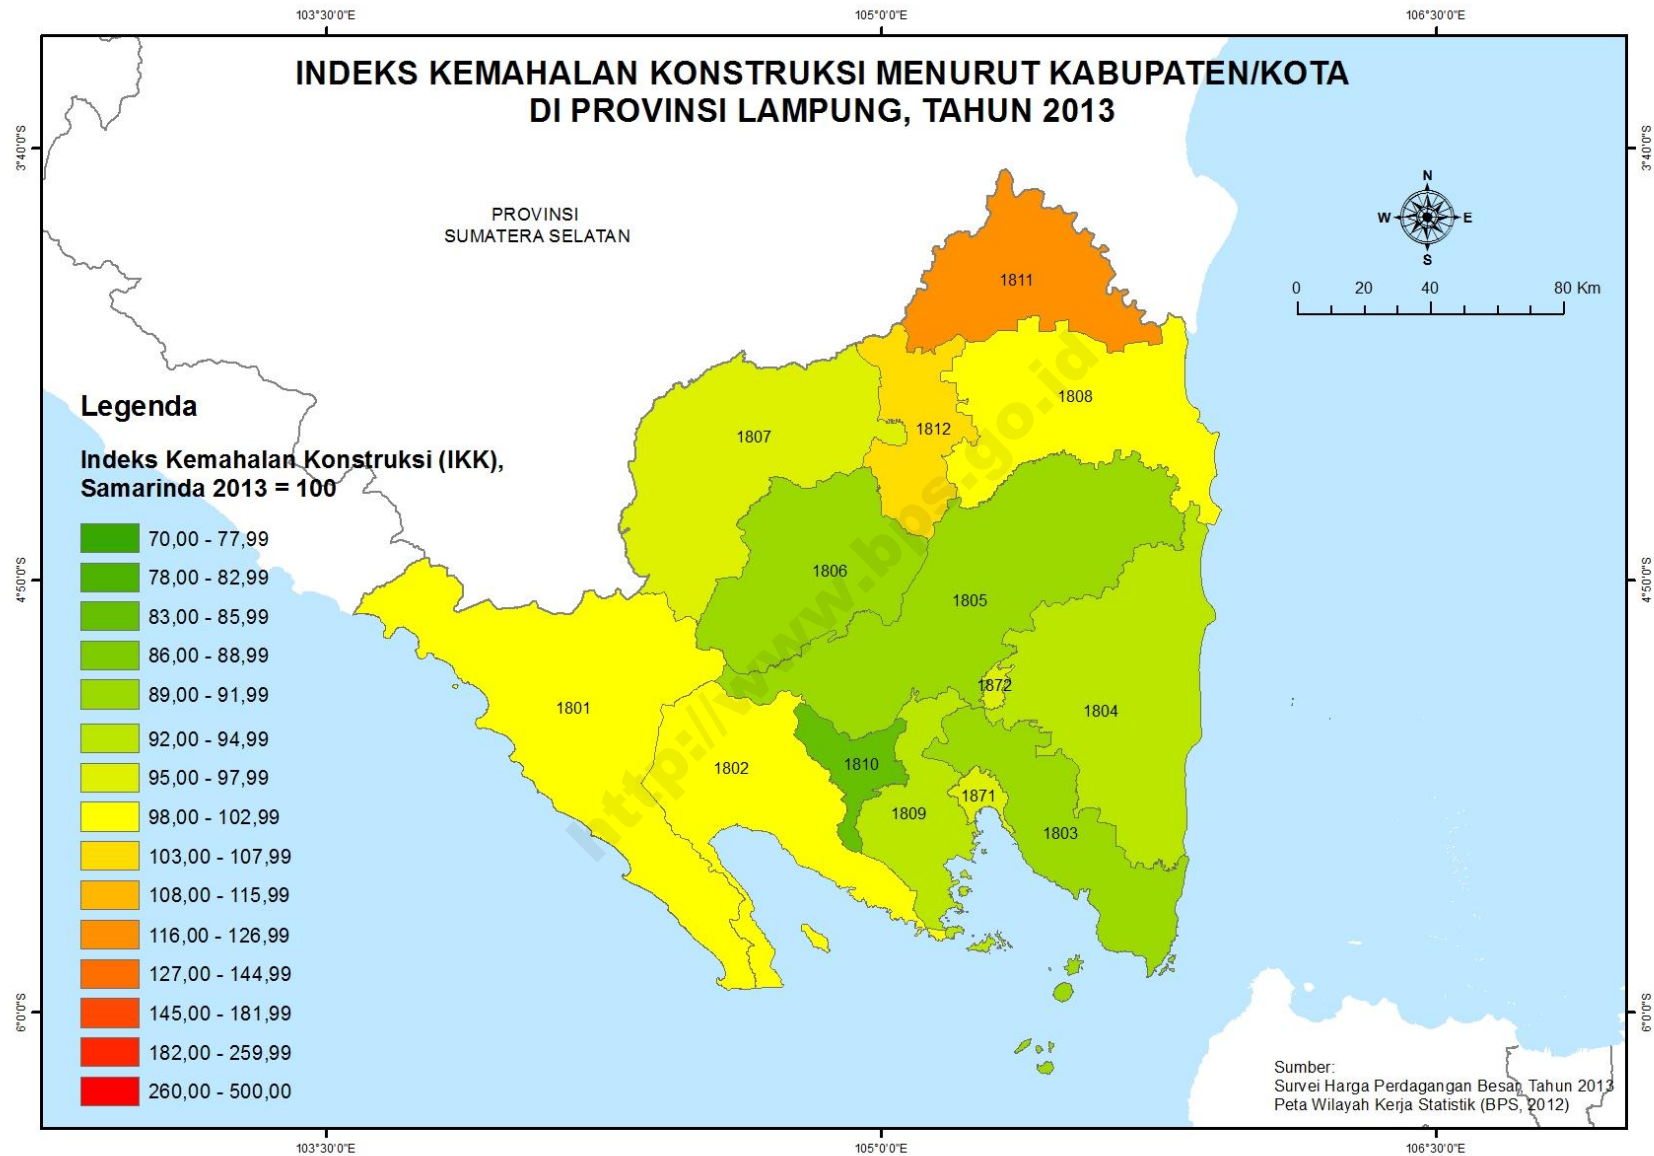 103°30'0"E 105°0'0"E 106°30'0"E
INDEKS KEMAHALAN KONSTRUKSI MENURUT KABUPATEN/KOTA
DI PROVINSI LAMPUNG, TAHUN 2013
3°40'0"S 3°40'0"S
N
W E
S
PROVINSI
SUMATERA SELATAN
0 20 40 80 Km
1811
1808
1812
1807
1806
1805
1872
1804
1801
1802
1810
1871
1809
1803
http://www.bps.go.id
Legenda
Indeks Kemahalan Konstruksi (IKK),
Samarinda 2013 = 100
70,00 - 77,99
78,00 - 82,99
83,00 - 85,99
86,00 - 88,99
89,00 - 91,99
92,00 - 94,99
95,00 - 97,99
98,00 - 102,99
103,00 - 107,99
108,00 - 115,99
116,00 - 126,99
127,00 - 144,99
145,00 - 181,99
182,00 - 259,99
260,00 - 500,00
4°50'0"S 4°50'0"S
6°0'0"S 6°0'0"S
Sumber:
Survei Harga Perdagangan Besar, Tahun 2013
Peta Wilayah Kerja Statistik (BPS, 2012)
103°30'0"E 105°0'0"E 106°30'0"E